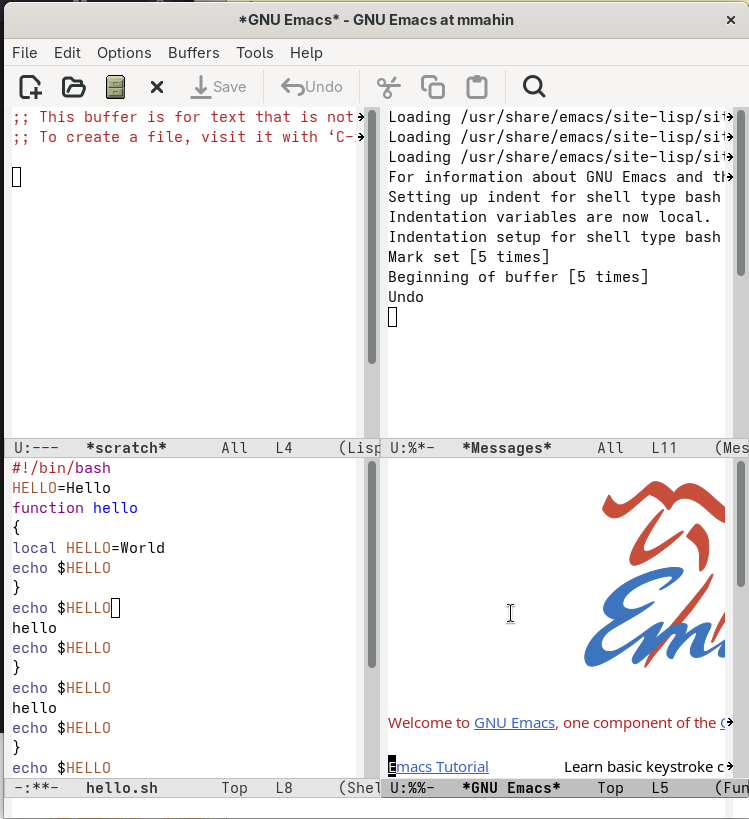 *GNU Emacs* - GNU Emacs at mmahin
File Edit Options Buffers Tools Help
Save Undo
;; This buffer is for text that is not
;; To create a file, visit it with ‘C-
U:--- *scratch* All L4 (Lisp
Loading /usr/share/emacs/site-lisp/sit
Loading /usr/share/emacs/site-lisp/sit
Loading /usr/share/emacs/site-lisp/sit
For information about GNU Emacs and th
Setting up indent for shell type bash
Indentation variables are now local.
Indentation setup for shell type bash
Mark set [5 times]
Beginning of buffer [5 times]
Undo
U:%*- *Messages* All L11 (Mes
#!/bin/bash
HELLO=Hello
function hello
{
local HELLO=World
echo $HELLO
}
echo $HELLO
hello
echo $HELLO
}
echo $HELLO
hello
echo $HELLO
}
echo $HELLO
-:**- hello.sh Top L8 (Shel
Em
Welcome to GNU Emacs, one component of the G
Emacs Tutorial Learn basic keystroke c
U:%%- *GNU Emacs* Top L5 (Fun